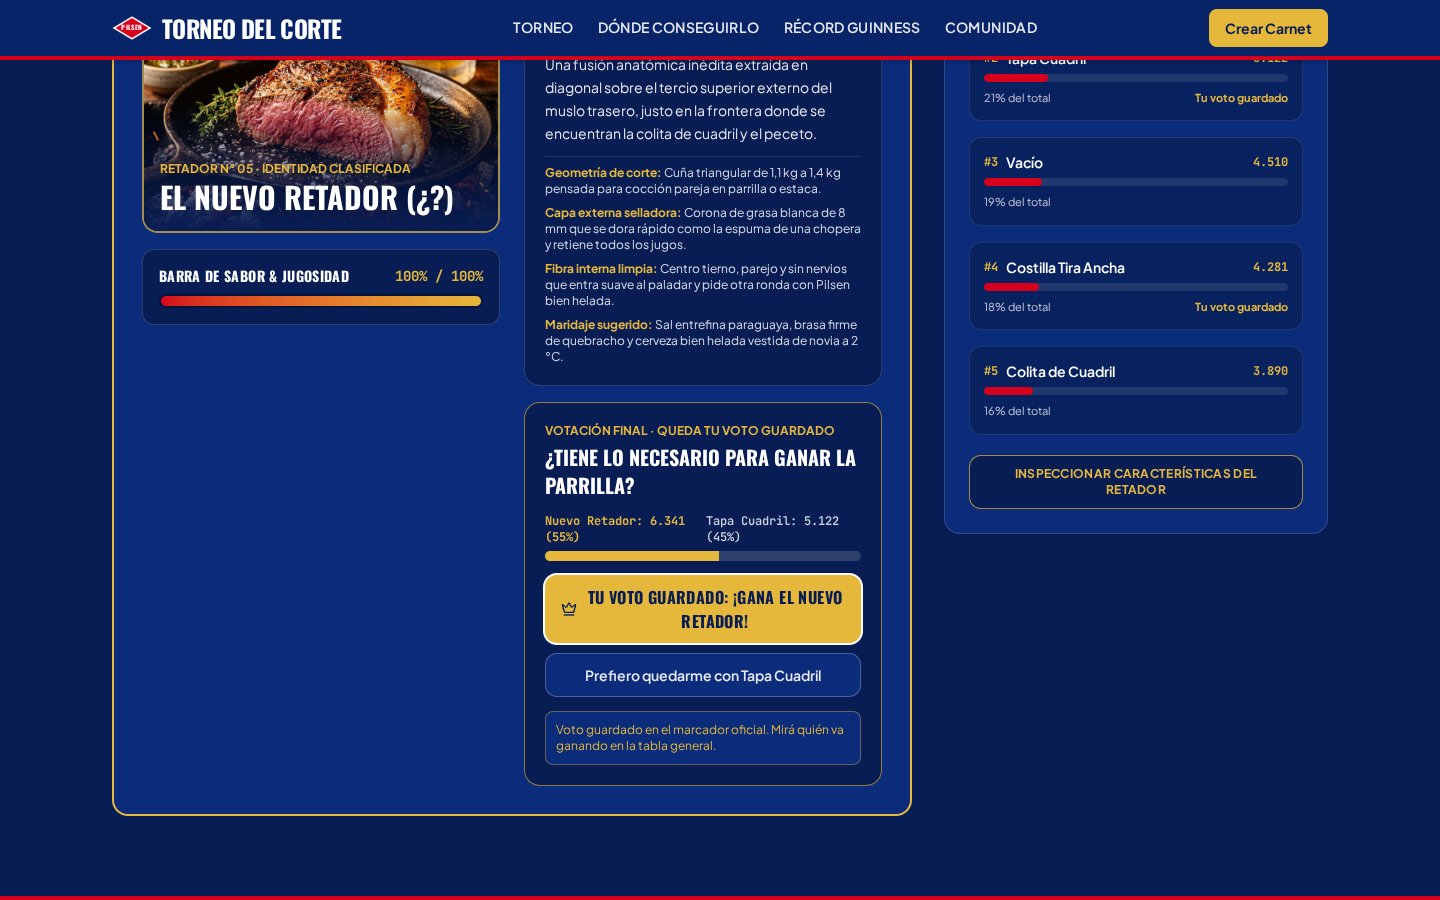 PILSEN
TORNEO DEL CORTE
TORNEO
DÓNDE CONSEGUIRLO
RÉCORD GUINNESS
COMUNIDAD
Crear Carnet
RETADOR N° 05 · IDENTIDAD CLASIFICADA
EL NUEVO RETADOR (¿?)
BARRA DE SABOR & JUGOSIDAD
100% / 100%
Una fusión anatómica inédita extraída en
diagonal sobre el tercio superior externo del
muslo trasero, justo en la frontera donde se
encuentran la colita de cuadril y el peceto.
Geometría de corte: Cuña triangular de 1,1 kg a 1,4 kg
pensada para cocción pareja en parrilla o estaca.
Capa externa selladora: Corona de grasa blanca de 8
mm que se dora rápido como la espuma de una chopera
y retiene todos los jugos.
Fibra interna limpia: Centro tierno, parejo y sin nervios
que entra suave al paladar y pide otra ronda con Pilsen
bien helada.
Maridaje sugerido: Sal entrefina paraguaya, brasa firme
de quebracho y cerveza bien helada vestida de novia a 2
°C.
VOTACIÓN FINAL · QUEDA TU VOTO GUARDADO
¿TIENE LO NECESARIO PARA GANAR LA
PARRILLA?
Nuevo Retador: 6.341
(55%)
Tapa Cuadril: 5.122
(45%)
TU VOTO GUARDADO: ¡GANA EL NUEVO
RETADOR!
Prefiero quedarme con Tapa Cuadril
Voto guardado en el marcador oficial. Mirá quién va
ganando en la tabla general.
#2 Tapa Cuadril 5.122
21% del total
Tu voto guardado
#3 Vacío 4.510
19% del total
#4 Costilla Tira Ancha 4.281
18% del total
Tu voto guardado
#5 Colita de Cuadril 3.890
16% del total
INSPECCIONAR CARACTERÍSTICAS DEL
RETADOR